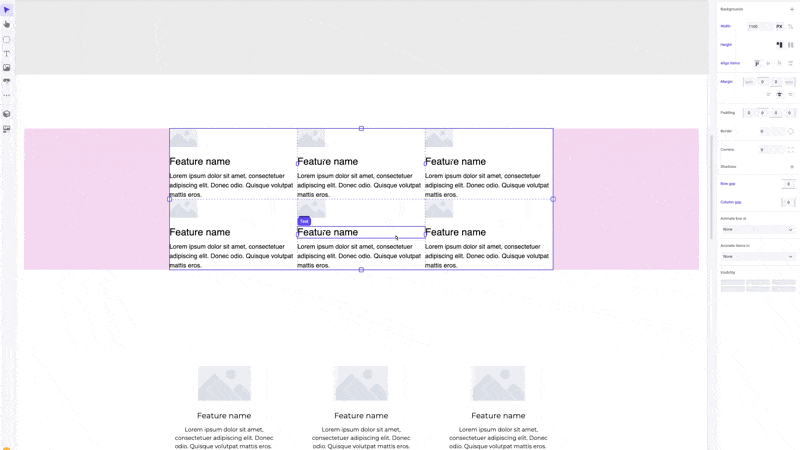 Backgrounds
Width 1100 PX %
Height
Align items
Margin 0 0
Padding 0 0 0 0
Border 0
Corners 0
Shadows
Row gap 0
Column gap 0
Animate box in
None
Animate items in
None
Visibility
Feature name Feature name Feature name
Lorem ipsum dolor sit amet, consectetuer Lorem ipsum dolor sit amet, consectetuer Lorem ipsum dolor sit amet, consectetuer
adipiscing elit. Donec odio. Quisque volutpat adipiscing elit. Donec odio. Quisque volutpat adipiscing elit. Donec odio. Quisque volutpat
mattis eros. mattis eros. mattis eros.
Text
Feature name Feature name Feature name
Lorem ipsum dolor sit amet, consectetuer Lorem ipsum dolor sit amet, consectetuer Lorem ipsum dolor sit amet, consectetuer
adipiscing elit. Donec odio. Quisque volutpat adipiscing elit. Donec odio. Quisque volutpat adipiscing elit. Donec odio. Quisque volutpat
mattis eros. mattis eros. mattis eros.
Feature name Feature name Feature name
Lorem ipsum dolor sit amet, Lorem ipsum dolor sit amet, Lorem ipsum dolor sit amet,
consectetuer adipiscing elit. Donec consectetuer adipiscing elit. Donec consectetuer adipiscing elit. Donec
odio. Quisque volutpat mattis eros. odio. Quisque volutpat mattis eros. odio. Quisque volutpat mattis eros.